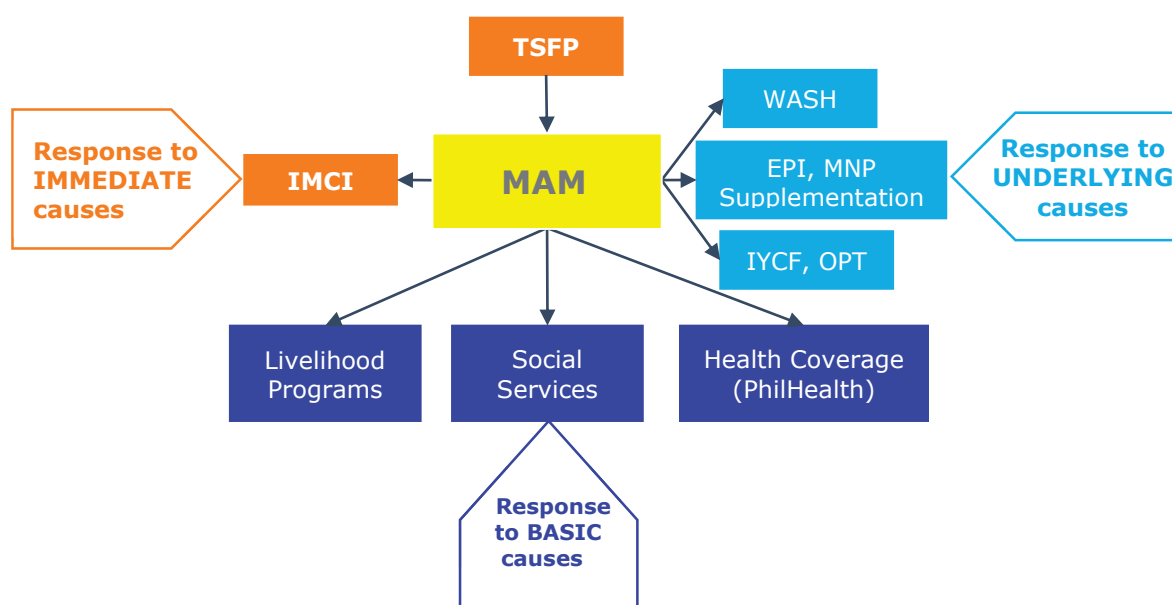 TSFP
WASH
Response to
IMMEDIATE
causes
IMCI
MAM
EPI, MNP
Supplementation
Response to
UNDERLYING
causes
IYCF, OPT
Livelihood
Programs
Social
Services
Health Coverage
(PhilHealth)
Response
to BASIC
causes